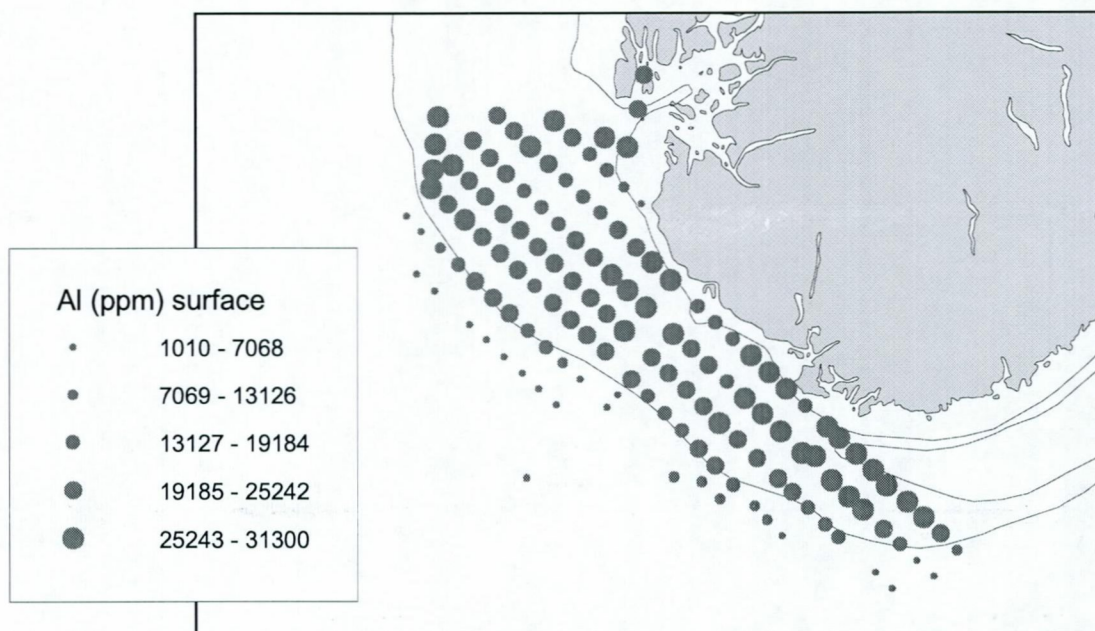 Al (ppm) surface
1010 - 7068
7069 - 13126
13127 - 19184
19185 - 25242
25243 - 31300